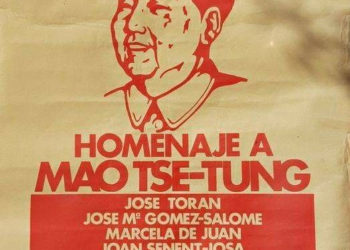 HOMENAJE A
MAO TSE-TUNG
JOSE TORAN
JOSE Mª GOMEZ-SALOME
MARCELA DE JUAN
JOAN SENENT-JOSA